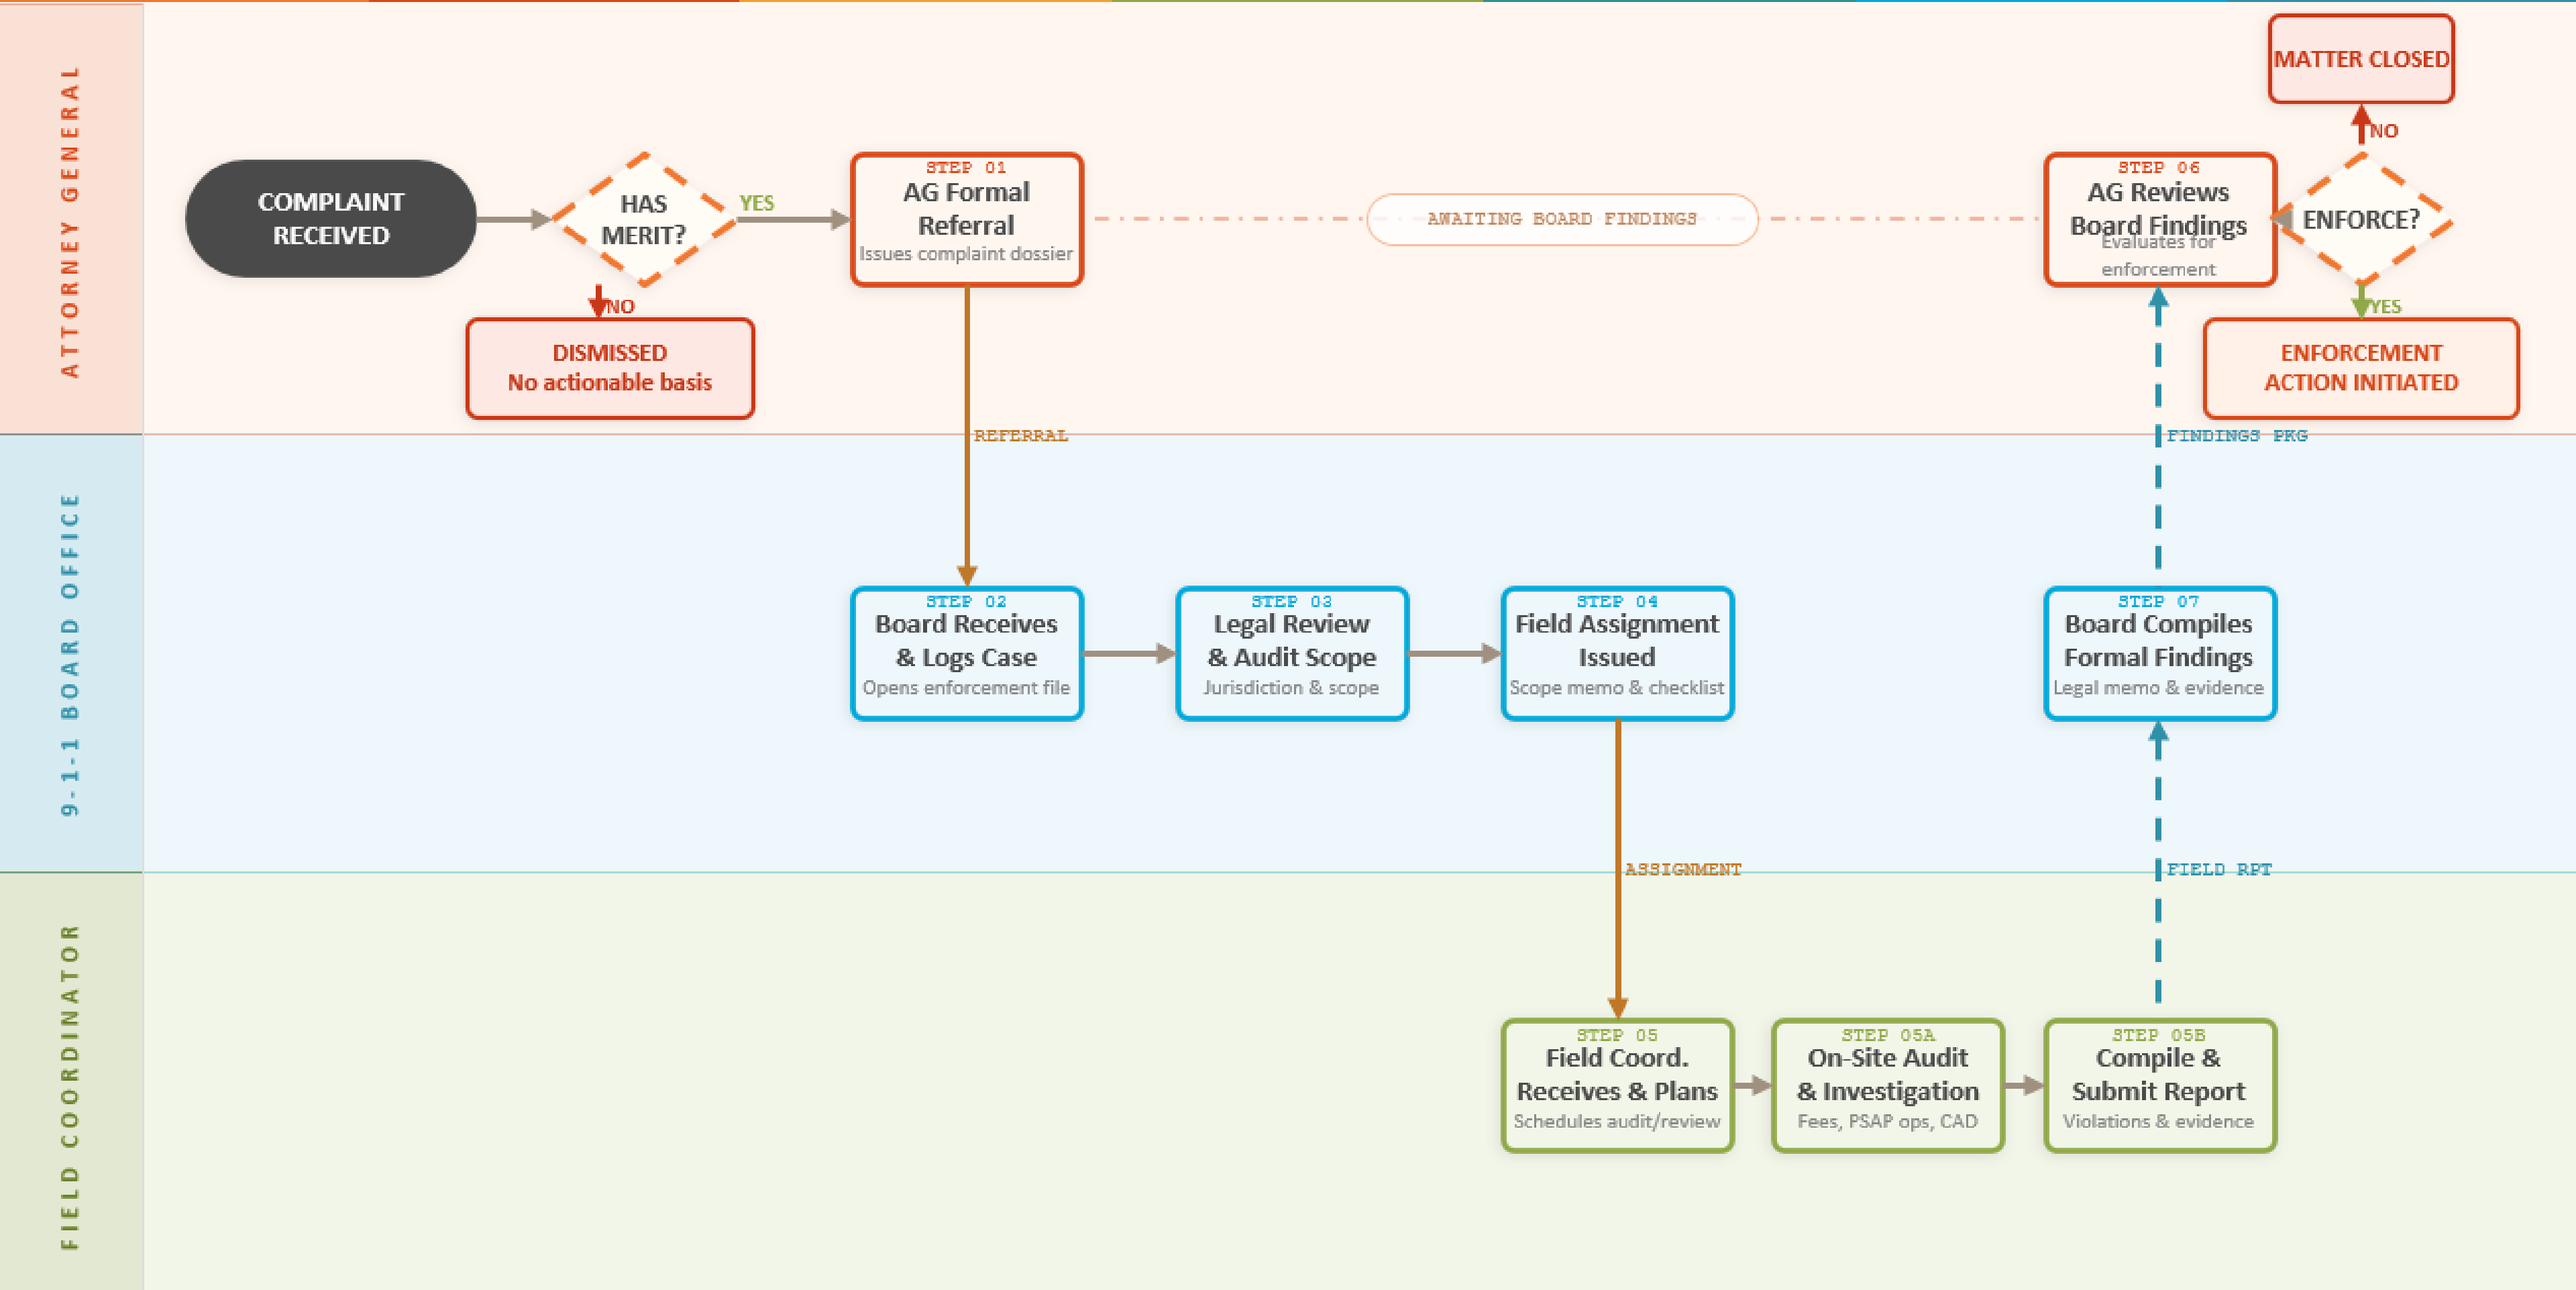 ATTORNEY GENERAL
COMPLAINT
RECEIVED
HAS
MERIT?
YES
NO
DISMISSED
No actionable basis
STEP 01
AG Formal
Referral
Issues complaint dossier
AWAITING BOARD FINDINGS
STEP 06
AG Reviews
Board Findings
Evaluates for
enforcement
ENFORCE?
NO
MATTER CLOSED
YES
ENFORCEMENT
ACTION INITIATED
REFERRAL
FINDINGS PKG
9-1-1 BOARD OFFICE
STEP 02
Board Receives
& Logs Case
Opens enforcement file
STEP 03
Legal Review
& Audit Scope
Jurisdiction & scope
STEP 04
Field Assignment
Issued
Scope memo & checklist
STEP 07
Board Compiles
Formal Findings
Legal memo & evidence
ASSIGNMENT
FIELD RPT
FIELD COORDINATOR
STEP 05
Field Coord.
Receives & Plans
Schedules audit/review
STEP 05A
On-Site Audit
& Investigation
Fees, PSAP ops, CAD
STEP 05B
Compile &
Submit Report
Violations & evidence